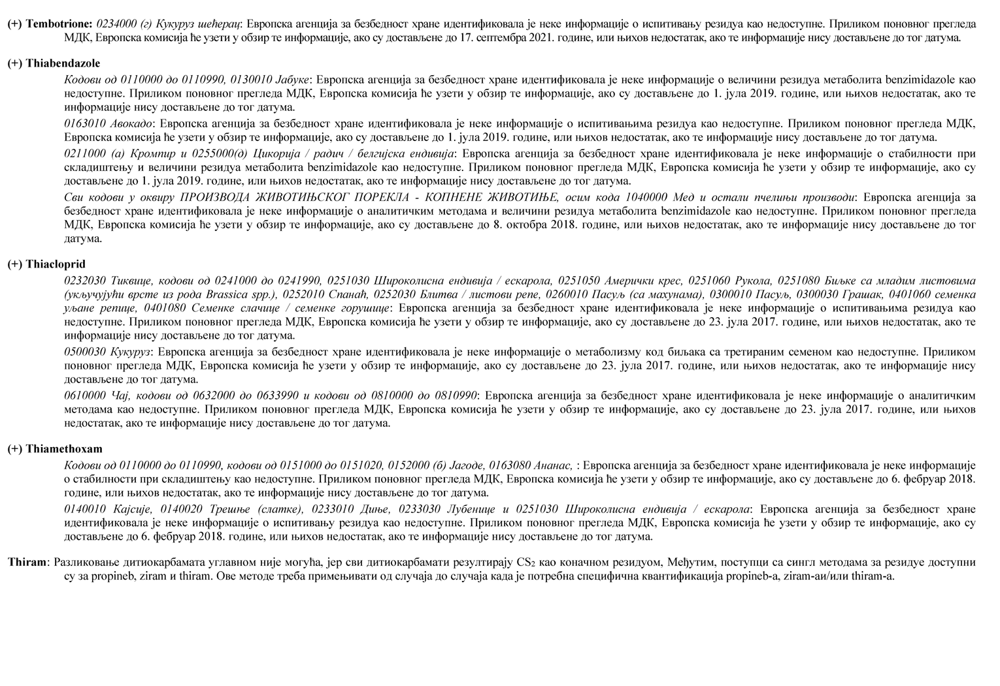 (+) Tembotrione: 0234000 (г) Кукуруз шећерац: Европска агенција за безбедност хране идентификовала је неке информације о испитивању резидуа као недоступне. Приликом поновног прегледа
МДК, Европска комисија ће узети у обзир те информације, ако су достављене до 17. септембра 2021. године, или њихов недостатак, ако те информације нису достављене до тог датума.
(+) Thiabendazole
Кодови од 0110000 до 0110990, 0130010 Јабуке: Европска агенција за безбедност хране идентификовала је неке информације о величини резидуа метаболита benzimidazole као
недоступне. Приликом поновног прегледа МДК, Европска комисија ће узети у обзир те информације, ако су достављене до 1. јула 2019. године, или њихов недостатак, ако те
информације нису достављене до тог датума.
0163010 Авокадо: Европска агенција за безбедност хране идентификовала је неке информације о испитивањима резидуа као недоступне. Приликом поновног прегледа МДК,
Европска комисија ће узети у обзир те информације, ако су достављене до 1. јула 2019. године, или њихов недостатак, ако те информације нису достављене до тог датума.
0211000 (а) Кромпир и 0255000(д) Цикорија / радич / белгијска ендивија: Европска агенција за безбедност хране идентификовала је неке информације о стабилности при
складиштењу и величини резидуа метаболита benzimidazole као недоступне. Приликом поновног прегледа МДК, Европска комисија ће узети у обзир те информације, ако су
достављене до 1. јула 2019. године, или њихов недостатак, ако те информације нису достављене до тог датума.
Сви кодови у оквиру ПРОИЗВОДА ЖИВОТИЊСКОГ ПОРЕКЛА - КОПНЕНЕ ЖИВОТИЊЕ, осим кода 1040000 Мед и остали пчелињи производи: Европска агенција за
безбедност хране идентификовала је неке информације о аналитичким методама и величини резидуа метаболита benzimidazole као недоступне. Приликом поновног прегледа
МДК, Европска комисија ће узети у обзир те информације, ако су достављене до 8. октобра 2018. године, или њихов недостатак, ако те информације нису достављене до тог
датума.
(+) Thiacloprid
0232030 Тиквице, кодови од 0241000 до 0241990, 0251030 Широколисна ендивија / ескарола, 0251050 Амерички крес, 0251060 Рукола, 0251080 Биљке са младим листовима
(укључујући врсте из рода Brassica spp.), 0252010 Спанаћ, 0252030 Блитва / листови репе, 0260010 Пасуљ (са махунама), 0300010 Пасуљ, 0300030 Грашак, 0401060 семенка
уљане репице, 0401080 Семенке слачице / семенке горушице: Европска агенција за безбедност хране идентификовала је неке информације о испитивањима резидуа као
недоступне. Приликом поновног прегледа МДК, Европска комисија ће узети у обзир те информације, ако су достављене до 23. јула 2017. године, или њихов недостатак, ако те
информације нису достављене до тог датума.
0500030 Кукуруз: Европска агенција за безбедност хране идентификовала је неке информације о метаболизму код биљака са третираним семеном као недоступне. Приликом
поновног прегледа МДК, Европска комисија ће узети у обзир те информације, ако су достављене до 23. јула 2017. године, или њихов недостатак, ако те информације нису
достављене до тог датума.
0610000 Чај, кодови од 0632000 до 0633990 и кодови од 0810000 до 0810990: Европска агенција за безбедност хране идентификовала је неке информације о аналитичким
методама као недоступне. Приликом поновног прегледа МДК, Европска комисија ће узети у обзир те информације, ако су достављене до 23. јула 2017. године, или њихов
недостатак, ако те информације нису достављене до тог датума.
(+) Thiamethoxam
Кодови од 0110000 до 0110990, кодови од 0151000 до 0151020, 0152000 (б) Јагоде, 0163080 Ананас, : Европска агенција за безбедност хране идентификовала је неке информације
о стабилности при складиштењу као недоступне. Приликом поновног прегледа МДК, Европска комисија ће узети у обзир те информације, ако су достављене до 6. фебруар 2018.
године, или њихов недостатак, ако те информације нису достављене до тог датума.
0140010 Кајсије, 0140020 Трешње (слатке), 0233010 Диње, 0233030 Лубенице и 0251030 Широколисна ендивија / ескарола: Европска агенција за безбедност хране
идентификовала је неке информације о испитивању резидуа као недоступне. Приликом поновног прегледа МДК, Европска комисија ће узети у обзир те информације, ако су
достављене до 6. фебруар 2018. године, или њихов недостатак, ако те информације нису достављене до тог датума.
Thiram: Разликовање дитиокарбамата углавном није могућа, јер сви дитиокарбамати резултирају CS₂ као коначном резидуом, Међутим, поступци са сингл методама за резидуе доступни
су за propineb, ziram и thiram. Ове методе треба примењивати од случаја до случаја када је потребна специфична квантификација propineb-а, ziram-аи/или thiram-а.